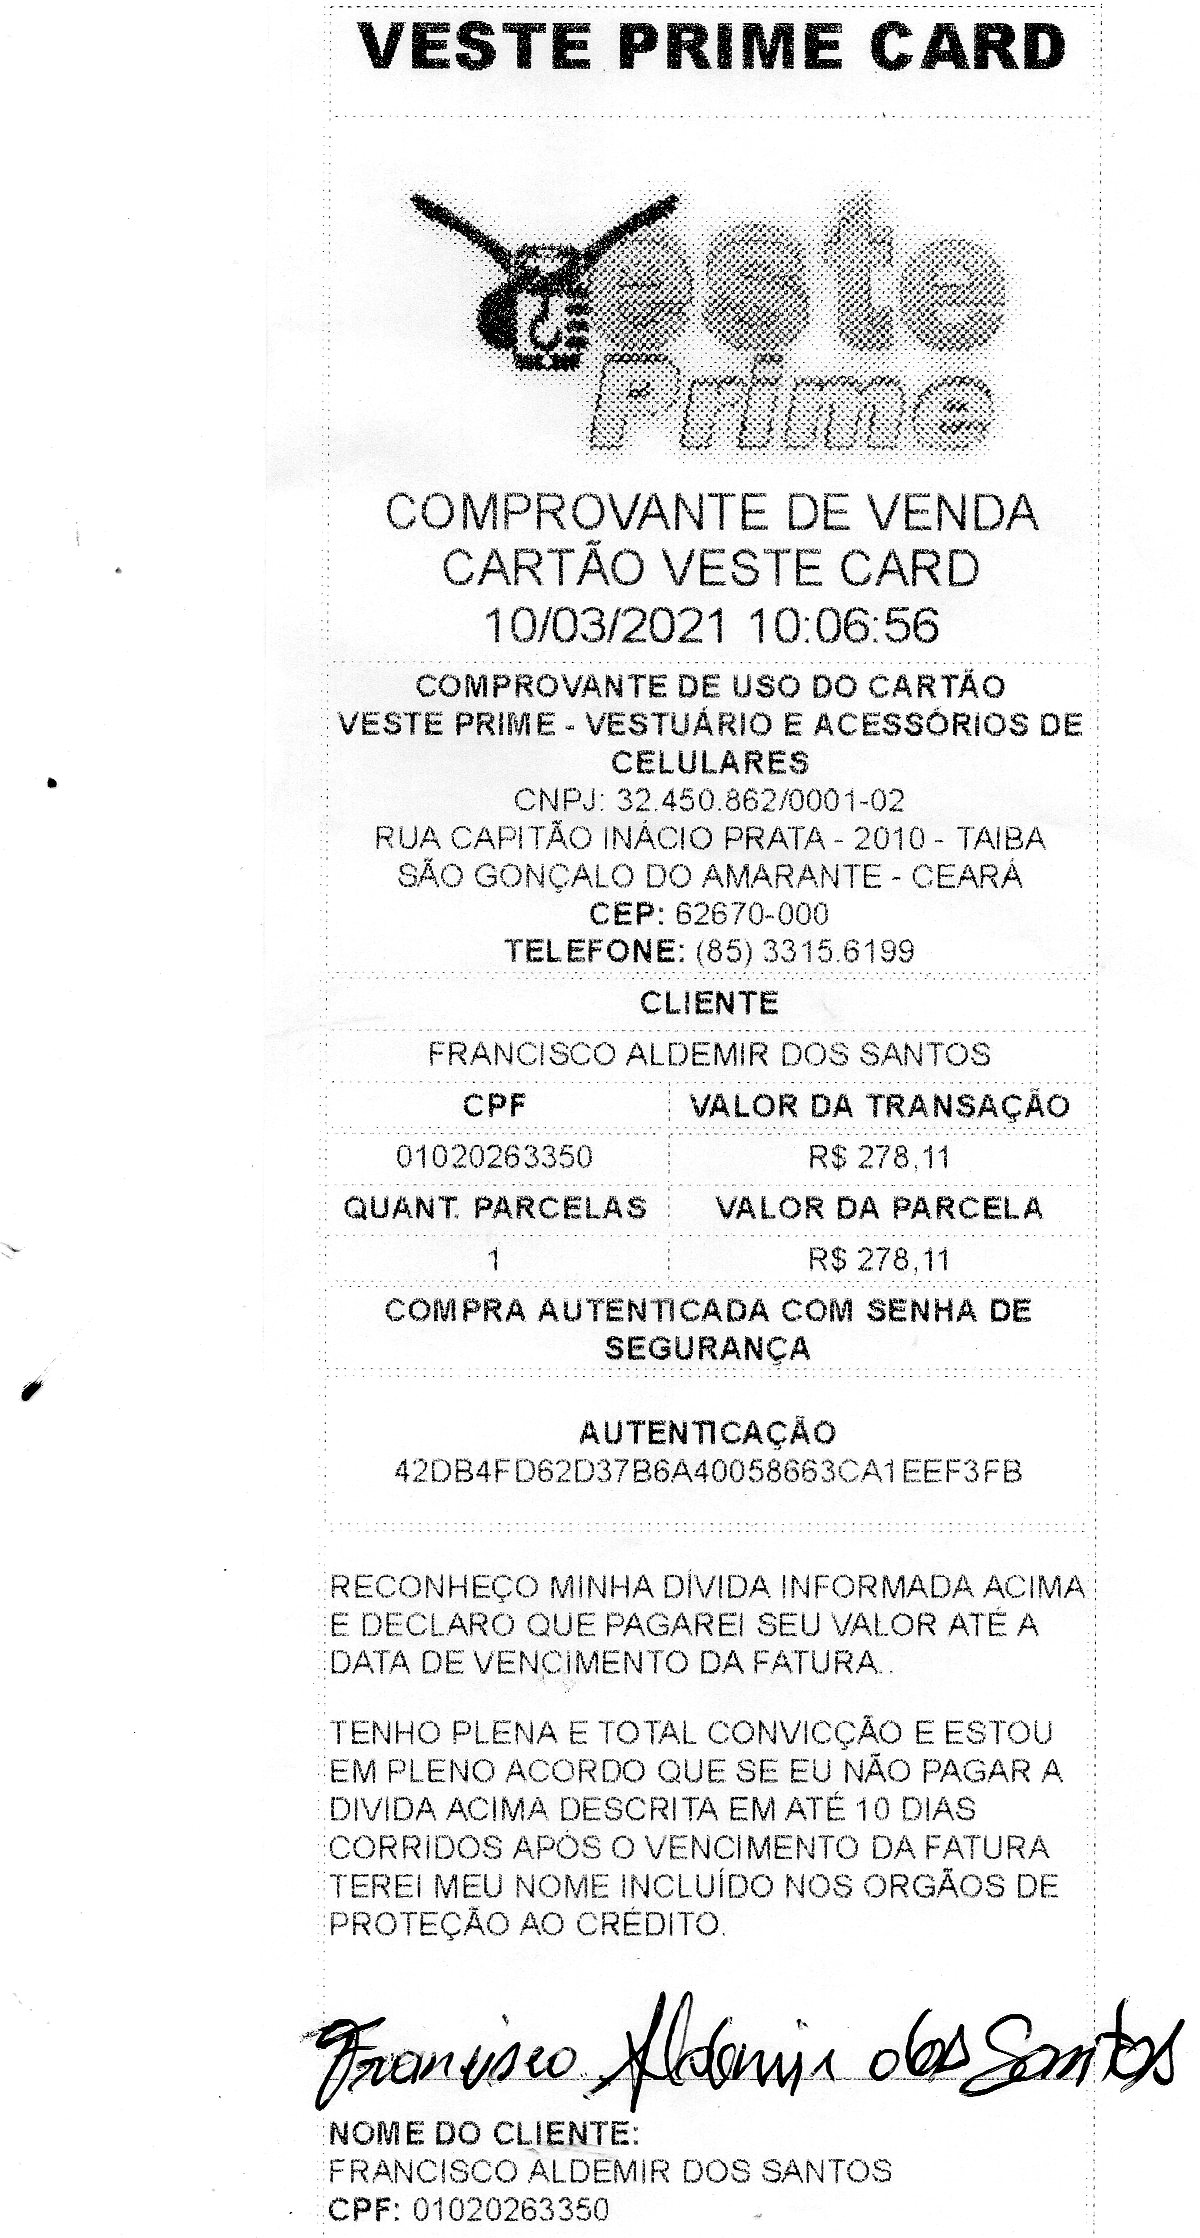 VESTE PRIME CARD
Veste
Prime
COMPROVANTE DE VENDA
CARTÃO VESTE CARD
10/03/2021 10:06:56
COMPROVANTE DE USO DO CARTÃO
VESTE PRIME - VESTUÁRIO E ACESSÓRIOS DE
CELULARES
CNPJ: 32.450.862/0001-02
RUA CAPITÃO INÁCIO PRATA - 2010 - TAIBA
SÃO GONÇALO DO AMARANTE - CEARÁ
CEP: 62670-000
TELEFONE: (85) 3315.6199
CLIENTE
FRANCISCO ALDEMIR DOS SANTOS
CPF VALOR DA TRANSAÇÃO
01020263350 R$ 278,11
QUANT. PARCELAS VALOR DA PARCELA
1 R$ 278,11
COMPRA AUTENTICADA COM SENHA DE
SEGURANÇA
AUTENTICAÇÃO
42DB4FD62D37B6A40058663CA1EEF3FB
RECONHEÇO MINHA DÍVIDA INFORMADA ACIMA
E DECLARO QUE PAGAREI SEU VALOR ATÉ A
DATA DE VENCIMENTO DA FATURA..
TENHO PLENA E TOTAL CONVICÇÃO E ESTOU
EM PLENO ACORDO QUE SE EU NÃO PAGAR A
DIVIDA ACIMA DESCRITA EM ATÉ 10 DIAS
CORRIDOS APÓS O VENCIMENTO DA FATURA
TEREI MEU NOME INCLUÍDO NOS ORGÃOS DE
PROTEÇÃO AO CRÉDITO.
Francisco Aldemir dos Santos
NOME DO CLIENTE:
FRANCISCO ALDEMIR DOS SANTOS
CPF: 01020263350